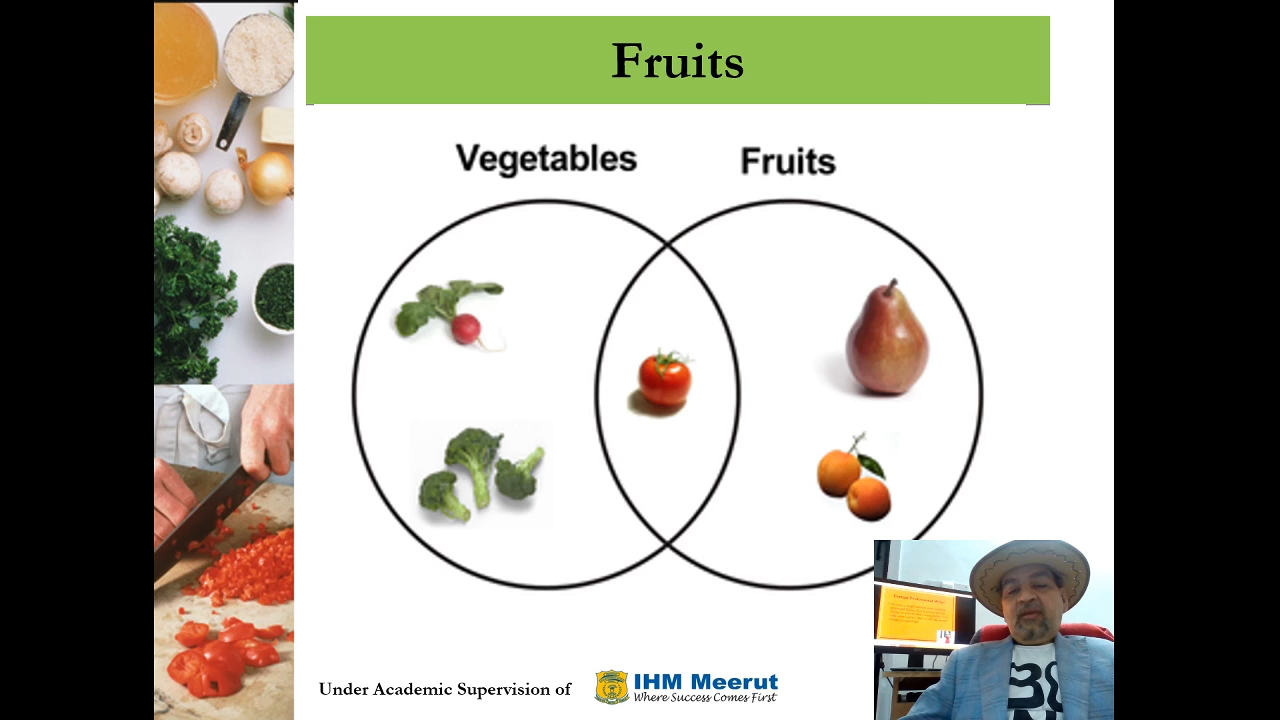 Fruits
Vegetables
Fruits
Under Academic Supervision of
IHM Meerut
Where Success Comes First